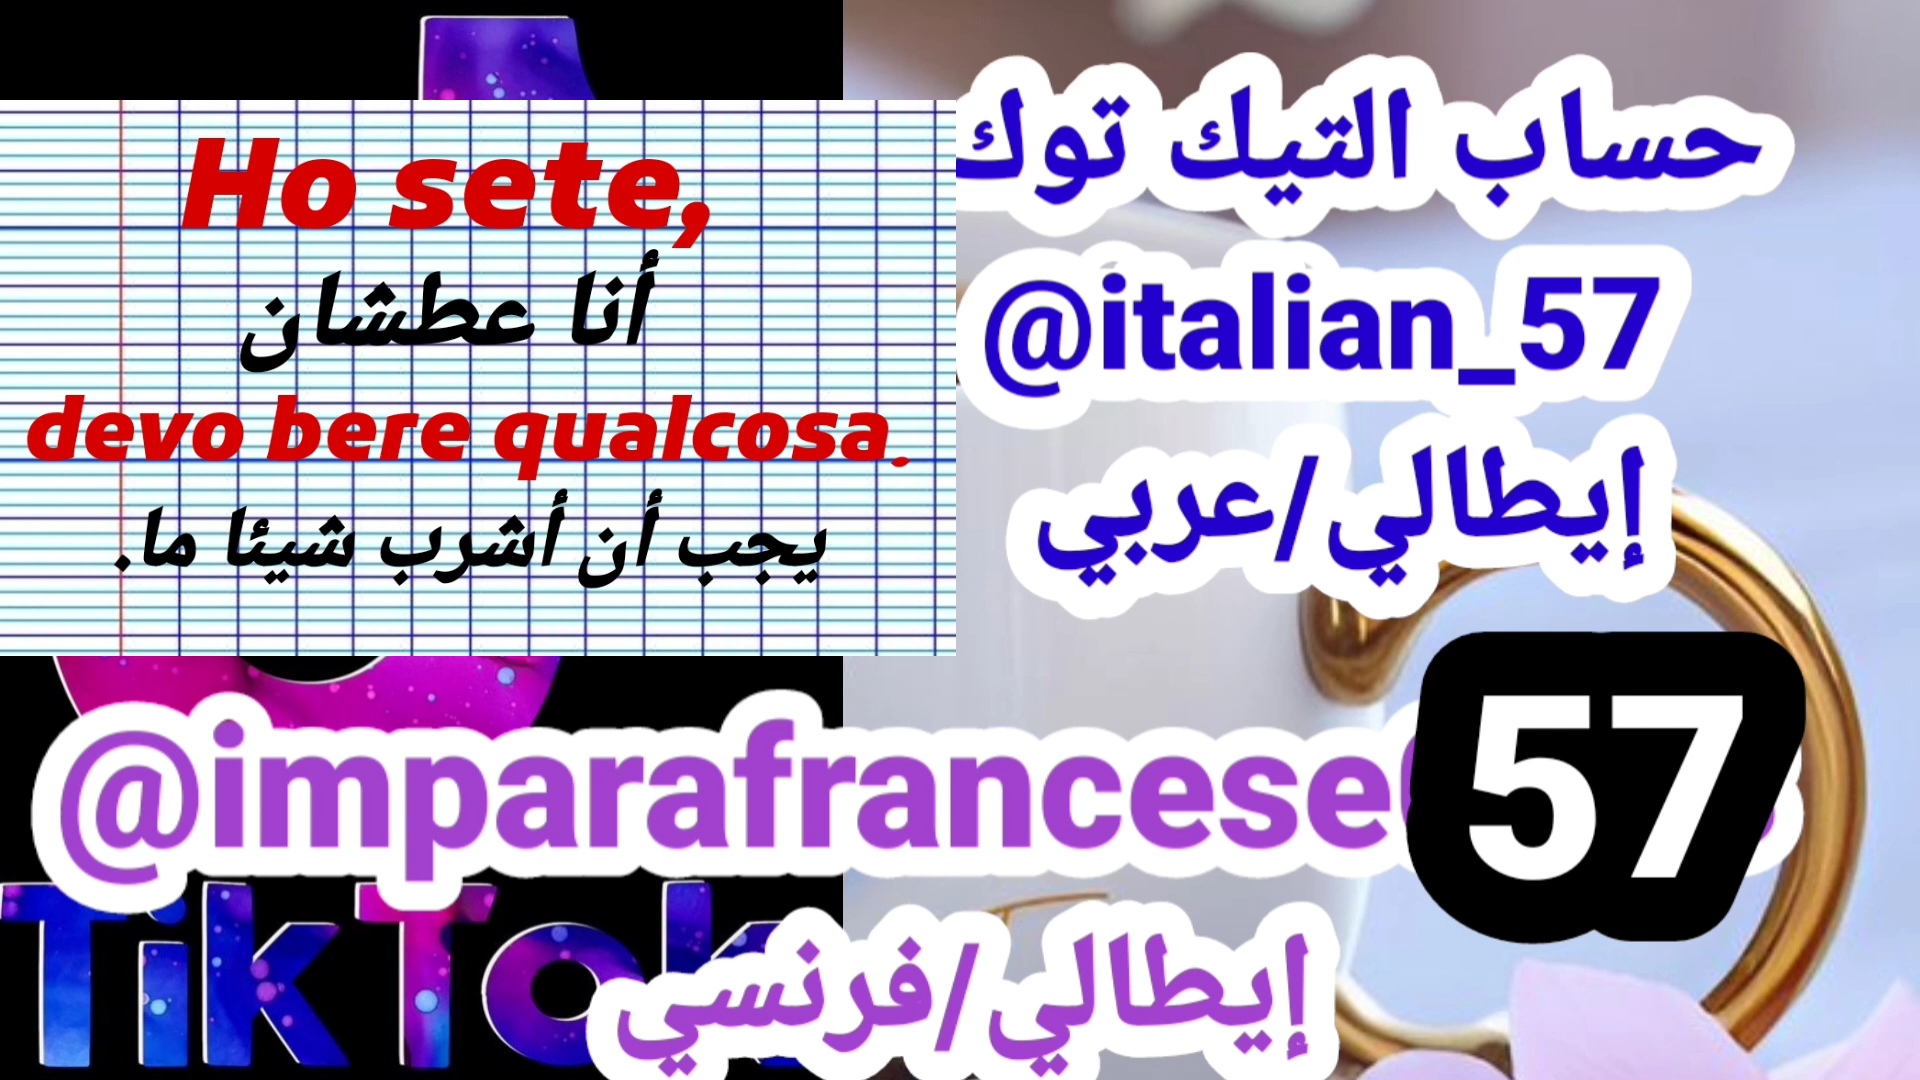 Ho sete,
أنا عطشان
devo bere qualcosa.
يجب أن أشرب شيئا ما.
حساب التيك توك
@italian_57
إيطالي/عربي
@imparafrancese
57
TikTok
إيطالي/فرنسي